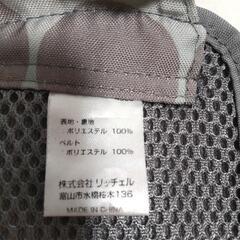 表地・裏地
ポリエステル 100%
ベルト
ポリエステル 100%
株式会社 リッチェル
富山市水橋桜木136
MADE IN CHINA